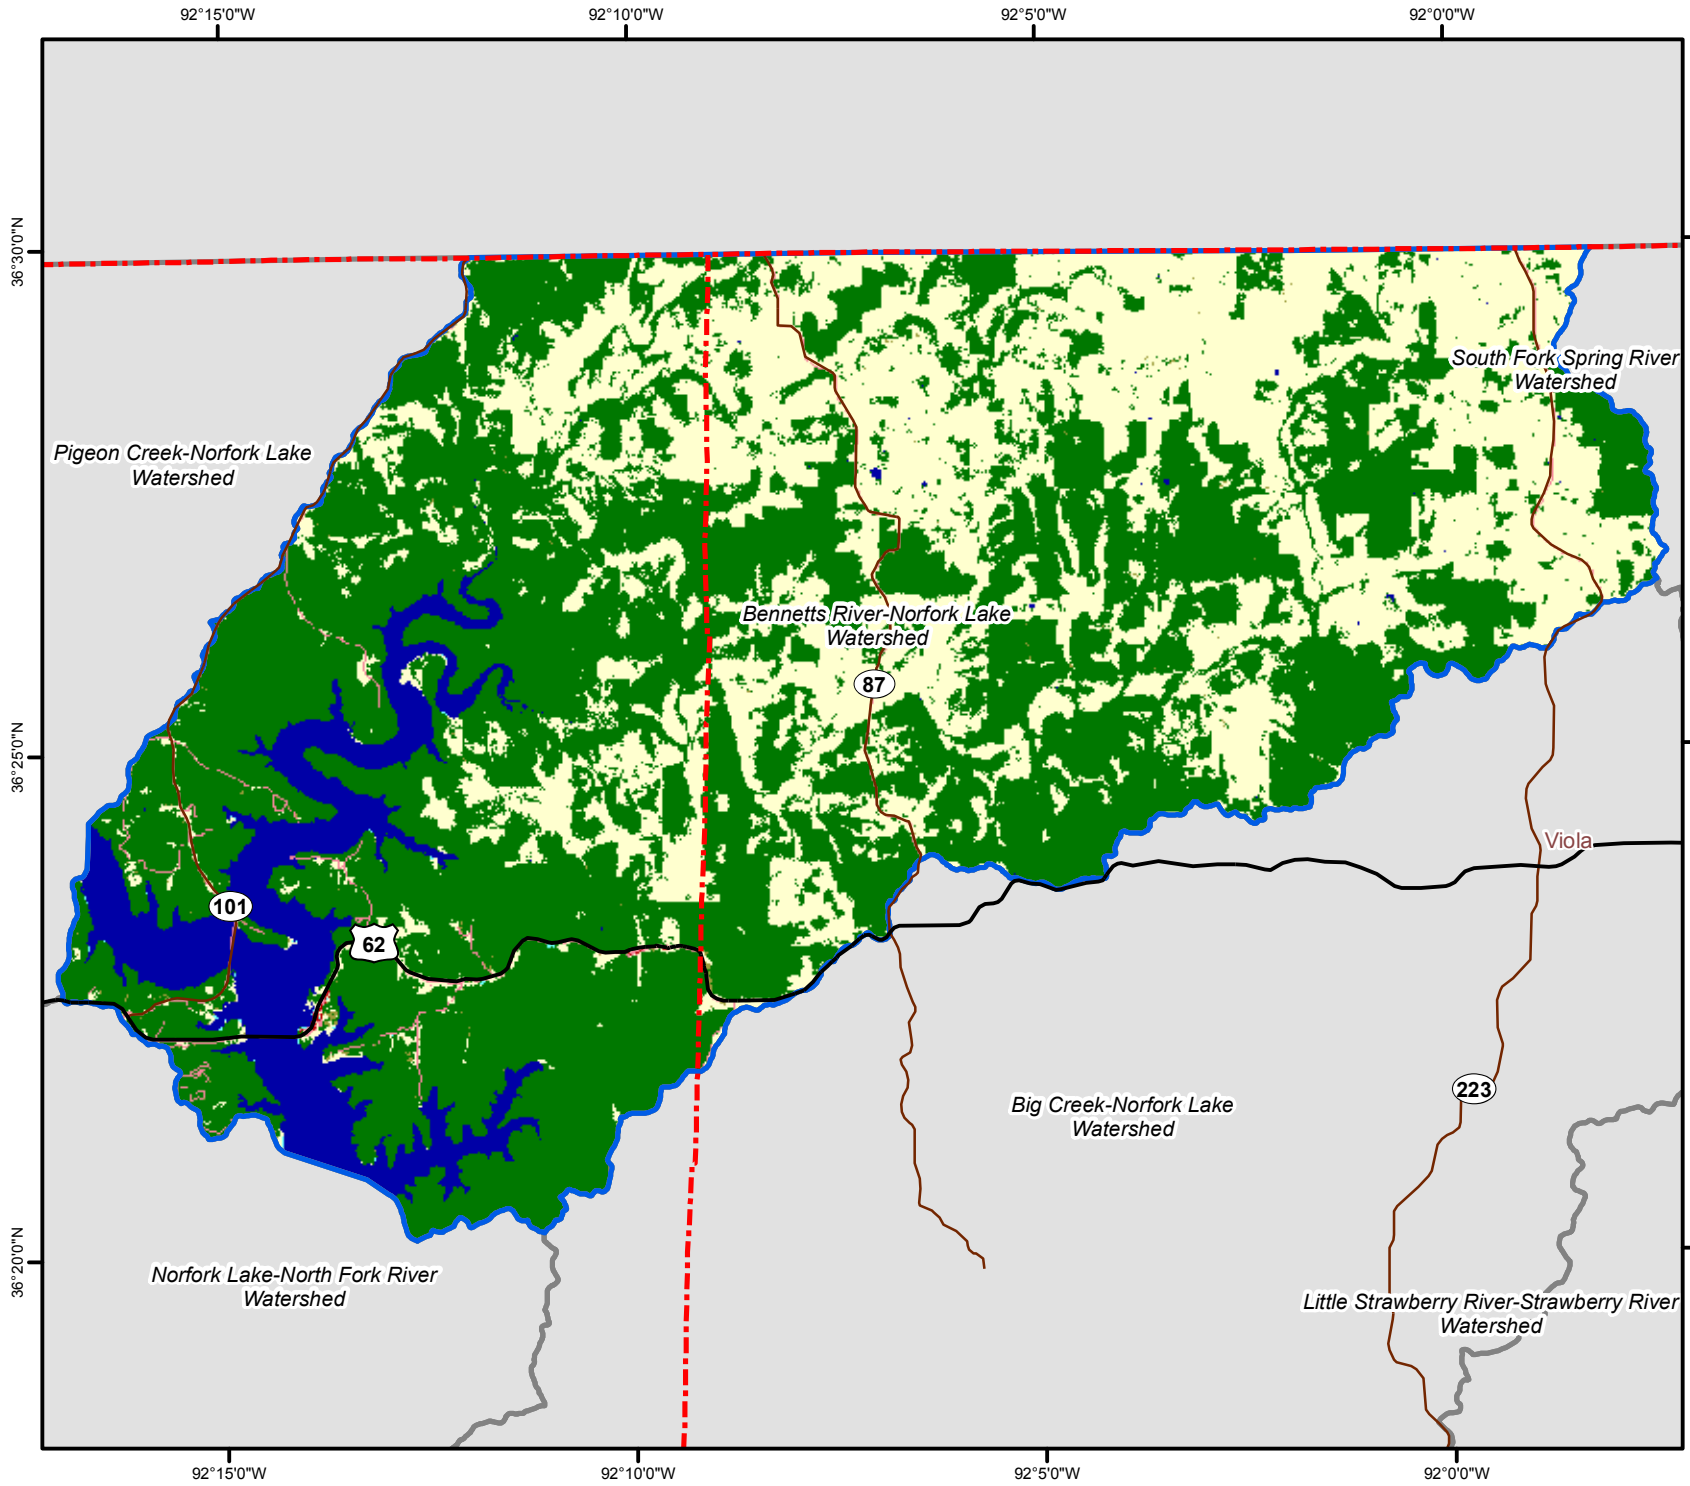 92°15'0"W
92°10'0"W
92°5'0"W
92°0'0"W
36°30'0"N
South Fork Spring River
Watershed
Pigeon Creek-Norfork Lake
Watershed
Bennetts River-Norfork Lake
Watershed
87
36°25'0"N
Viola
101
62
223
Big Creek-Norfork Lake
Watershed
36°20'0"N
Norfork Lake-North Fork River
Watershed
Little Strawberry River-Strawberry River
Watershed
92°15'0"W
92°10'0"W
92°5'0"W
92°0'0"W